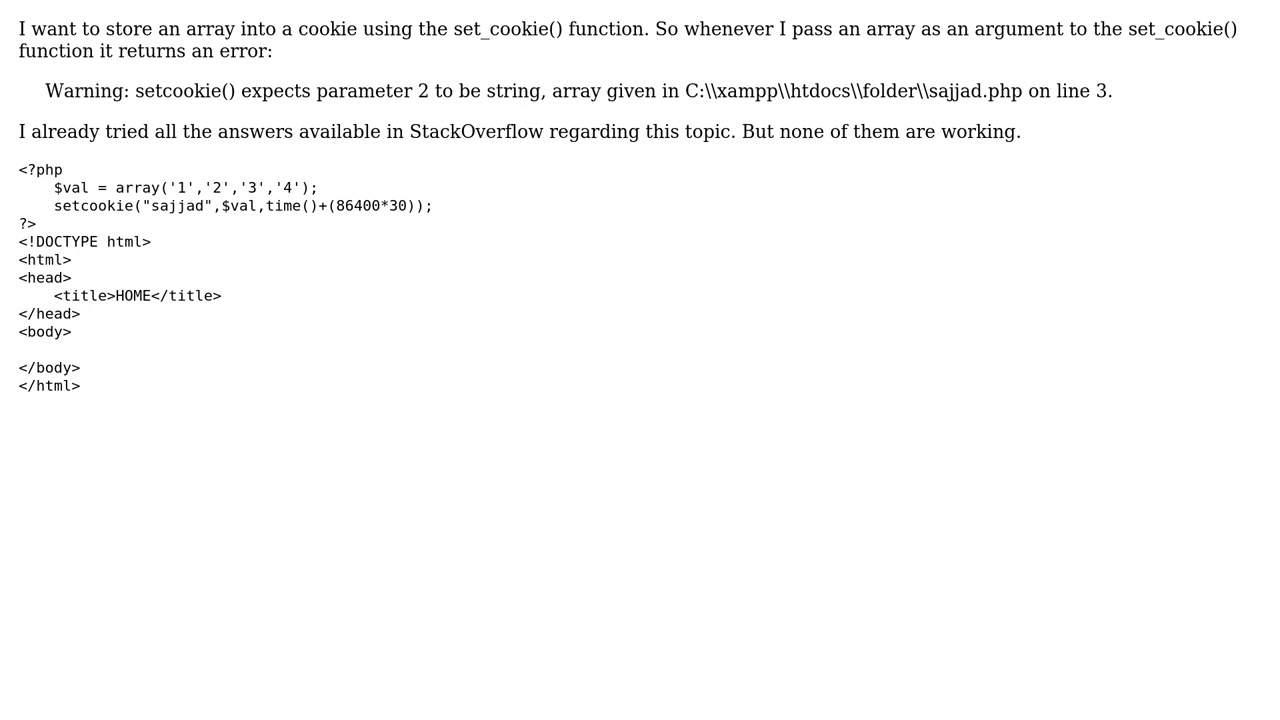 I want to store an array into a cookie using the set_cookie() function. So whenever I pass an array as an argument to the set_cookie()
function it returns an error:
Warning: setcookie() expects parameter 2 to be string, array given in C:\\xampp\\htdocs\\folder\\sajjad.php on line 3.
I already tried all the answers available in StackOverflow regarding this topic. But none of them are working.
<?php
    $val = array('1','2','3','4');
    setcookie("sajjad",$val,time()+(86400*30));
?>
<!DOCTYPE html>
<html>
<head>
    <title>HOME</title>
</head>
<body>

</body>
</html>